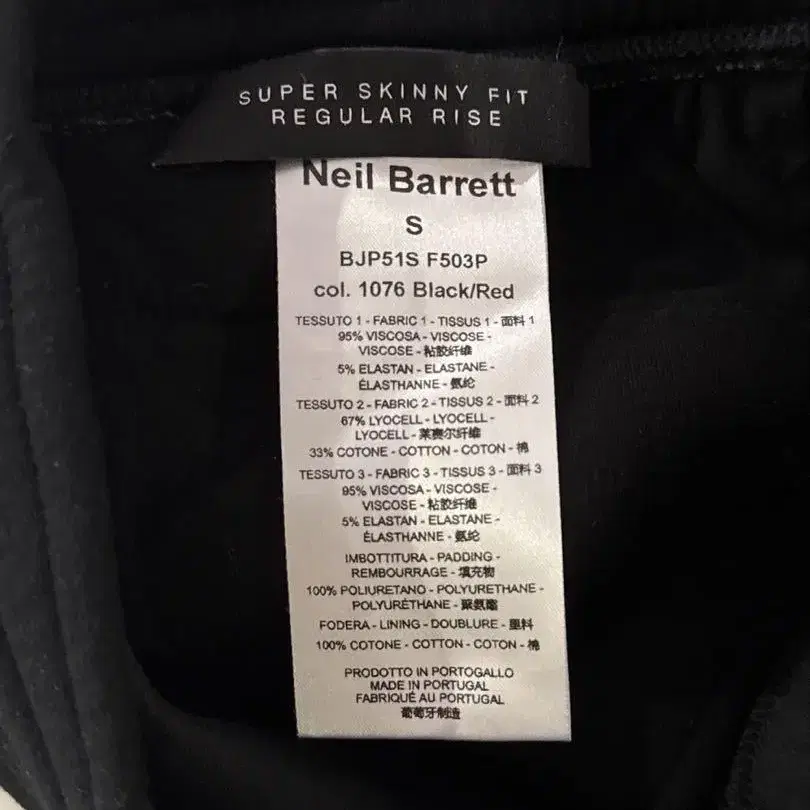 SUPER SKINNY FIT
REGULAR RISE
Neil Barrett
S
BJP51S F503P
col. 1076 Black/Red
TESSUTO 1 - FABRIC 1 - TISSUS 1 - 面料 1
95% VISCOSA - VISCOSE -
VISCOSE - 粘胶纤维
5% ELASTAN - ELASTANE -
ÉLASTHANNE - 氨纶
TESSUTO 2 - FABRIC 2 - TISSUS 2 - 面料 2
67% LYOCELL - LYOCELL -
LYOCELL - 莱赛尔纤维
33% COTONE - COTTON - COTON - 棉
TESSUTO 3 - FABRIC 3 - TISSUS 3 - 面料 3
95% VISCOSA - VISCOSE -
VISCOSE - 粘胶纤维
5% ELASTAN - ELASTANE -
ÉLASTHANNE - 氨纶
IMBOTTITURA - PADDING -
REMBOURRAGE - 填充物
100% POLIURETANO - POLYURETHANE -
POLYURÉTHANE - 聚氨酯
FODERA - LINING - DOUBLURE - 里料
100% COTONE - COTTON - COTON - 棉
PRODOTTO IN PORTOGALLO
MADE IN PORTUGAL
FABRIQUÉ AU PORTUGAL
葡萄牙制造